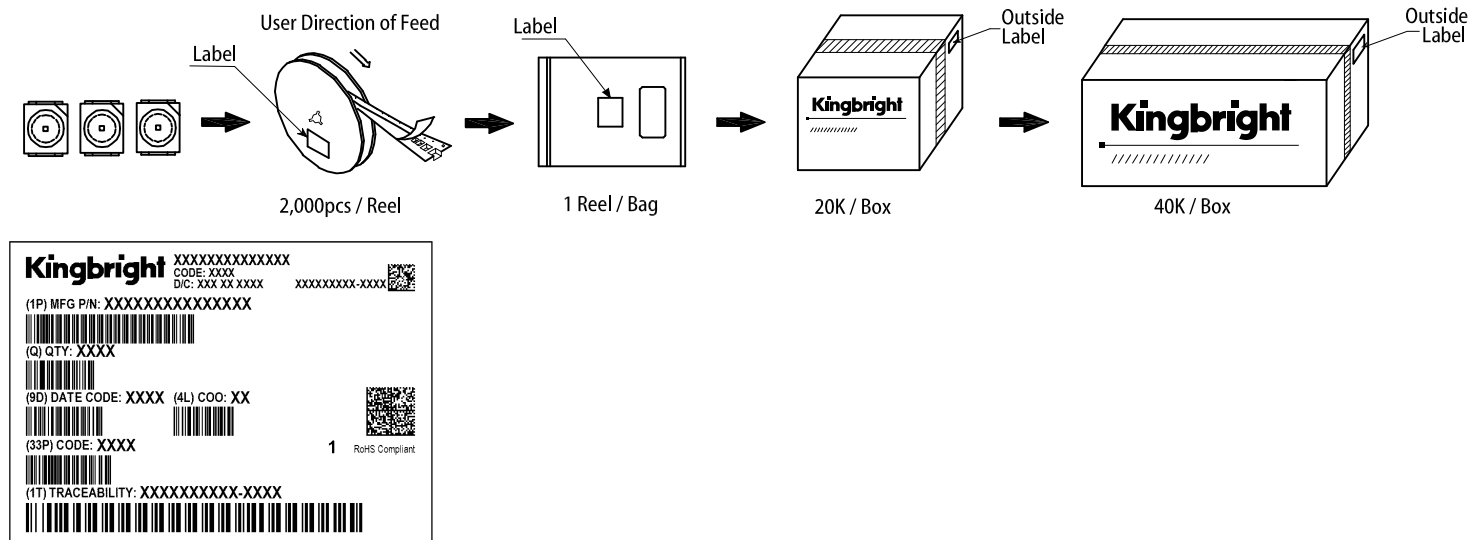 User Direction of Feed
Label
Label
Outside
Label
Outside
Label
Kingbright
Kingbright
2,000pcs / Reel
1 Reel / Bag
20K / Box
40K / Box
Kingbright
XXXXXXXXXXXXXX
CODE: XXXX
D/C: XXX XX XXXX
XXXXXXXXX-XXXX
(1P) MFG P/N: XXXXXXXXXXXXXXX
(Q) QTY: XXXX
(9D) DATE CODE: XXXX (4L) COO: XX
(33P) CODE: XXXX
1 RoHS Compliant
(1T) TRACEABILITY: XXXXXXXXXX-XXXX